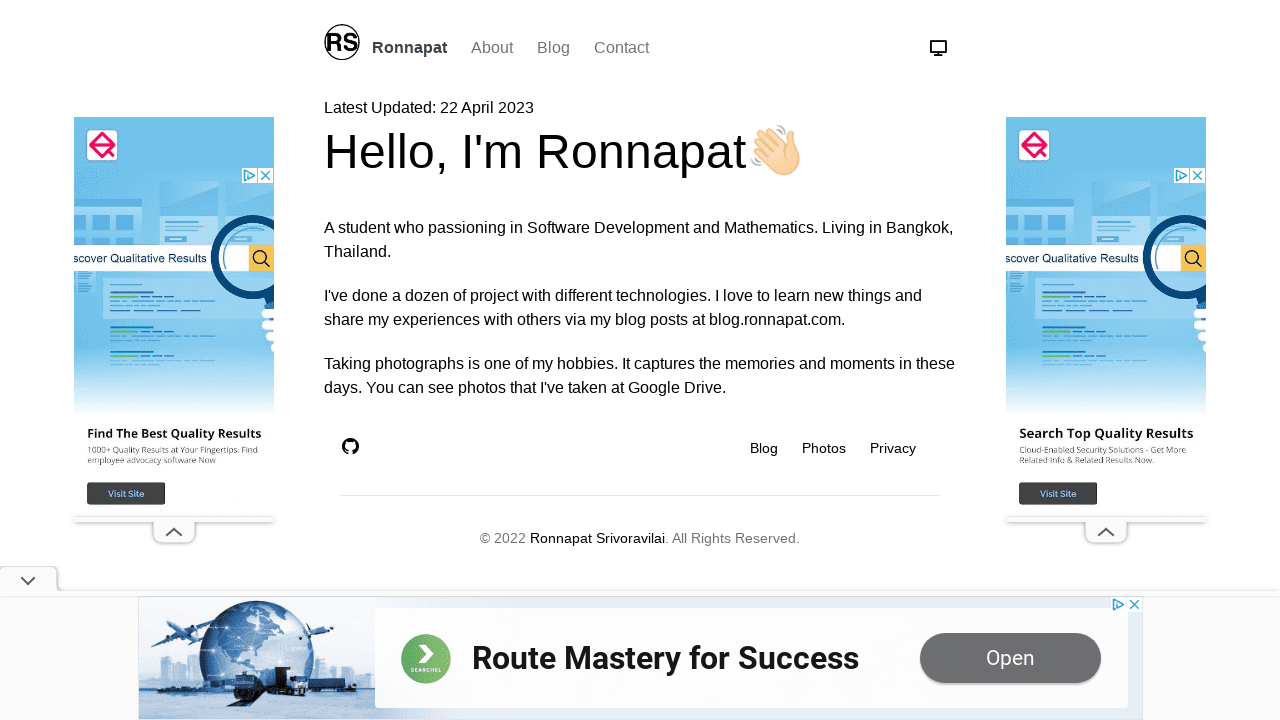 RS
Ronnapat About Blog Contact
Latest Updated: 22 April 2023
Hello, I'm Ronnapat
A student who passioning in Software Development and Mathematics. Living in Bangkok,
Thailand.
I've done a dozen of project with different technologies. I love to learn new things and
share my experiences with others via my blog posts at blog.ronnapat.com.
Taking photographs is one of my hobbies. It captures the memories and moments in these
days. You can see photos that I've taken at Google Drive.
Blog Photos Privacy
© 2022 Ronnapat Srivoravilai. All Rights Reserved.
scover Qualitative Results
Find The Best Quality Results
1000+ Quality Results at Your Fingertips. Find
employee advocacy software Now
Visit Site
scover Qualitative Results
Search Top Quality Results
Cloud-Enabled Security Solutions - Get More
Related Info & Related Results Now.
Visit Site
SEARCHEL
Route Mastery for Success
Open